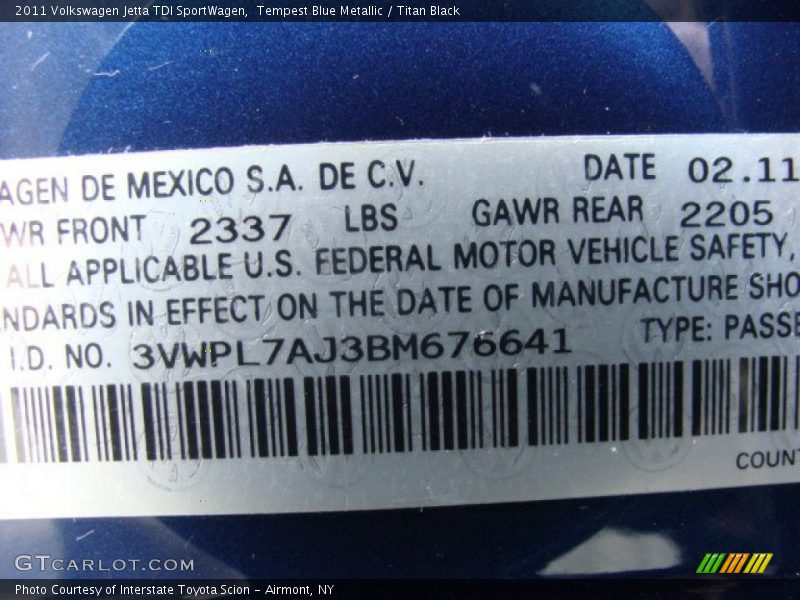 2011 Volkswagen Jetta TDI SportWagen,  Tempest Blue Metallic / Titan Black
AGEN DE MEXICO S.A. DE C.V. DATE 02.11
WR FRONT 2337 LBS GAWR REAR 2205
ALL APPLICABLE U.S. FEDERAL MOTOR VEHICLE SAFETY,
NDARDS IN EFFECT ON THE DATE OF MANUFACTURE SHO
I.D. NO. 3VWPL7AJ3BM676641 TYPE: PASSE
COUNT
GTCARLOT.COM
Photo Courtesy of Interstate Toyota Scion - Airmont, NY